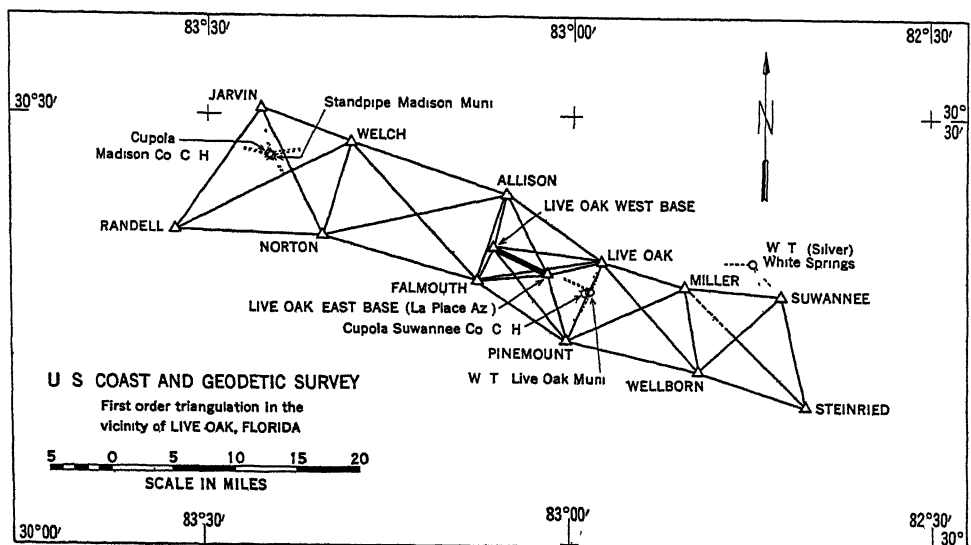 83°30′
83°00′
82°30′
30°30′
30°
30′
JARVIN
Standpipe Madison Muni
Cupola
Madison Co C H
WELCH
N
ALLISON
LIVE OAK WEST BASE
RANDELL
NORTON
LIVE OAK
W T (Silver)
White Springs
FALMOUTH
MILLER
SUWANNEE
LIVE OAK EAST BASE (La Place Az)
Cupola Suwannee Co C H
PINEMOUNT
W T Live Oak Muni
WELLBORN
STEINRIED
U S COAST AND GEODETIC SURVEY
First order triangulation in the
vicinity of LIVE OAK, FLORIDA
5 0 5 10 15 20
SCALE IN MILES
30°00′
83°30′
83°00′
82°30′
30°